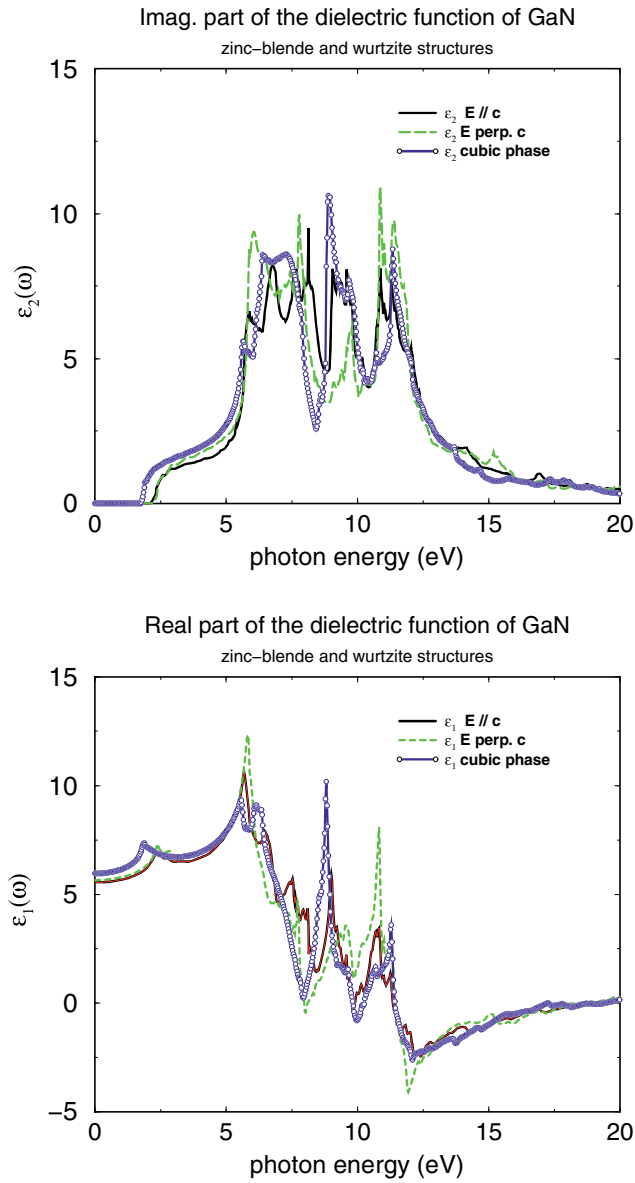 Imag. part of the dielectric function of GaN
zinc−blende and wurtzite structures
15
ε₂ E // c
ε₂ E perp. c
ε₂ cubic phase
10
ε₂(ω)
5
0
0 5 10 15 20
photon energy (eV)
Real part of the dielectric function of GaN
zinc−blende and wurtzite structures
15
ε₁ E // c
ε₁ E perp. c
ε₁ cubic phase
10
ε₁(ω)
5
0
−5
0 5 10 15 20
photon energy (eV)